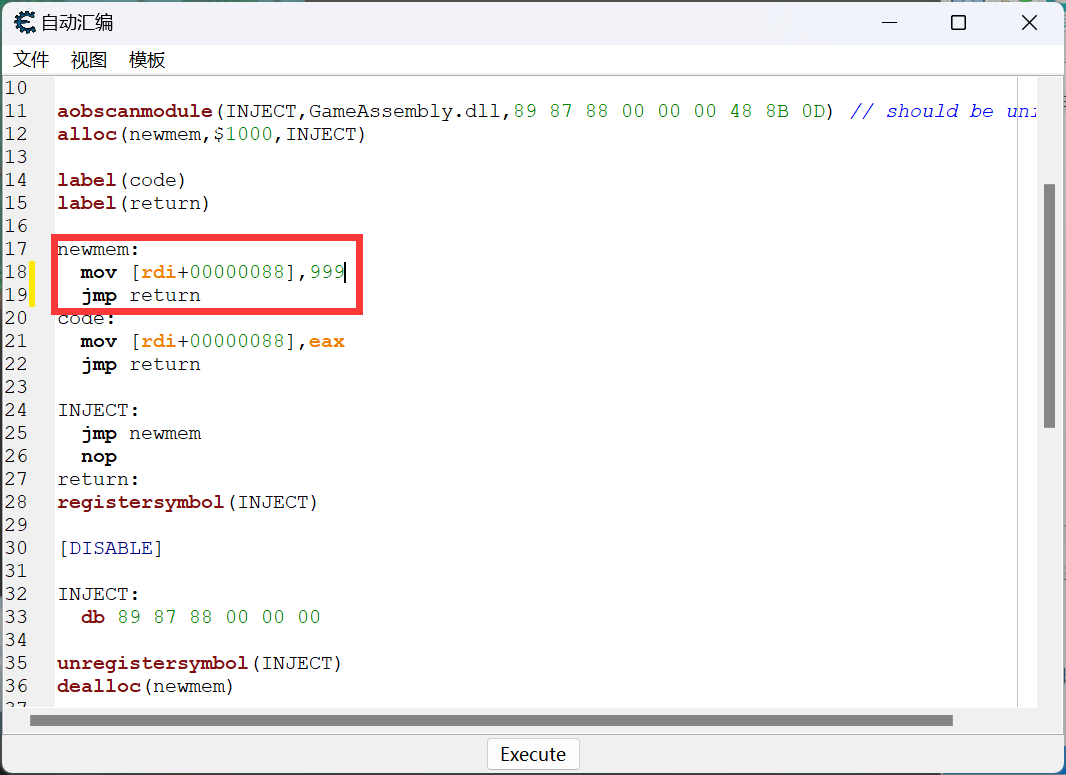 自动汇编
文件 视图 模板
10
11 aobscanmodule(INJECT,GameAssembly.dll,89 87 88 00 00 00 48 8B 0D) // should be
12 alloc(newmem,$1000,INJECT)
13
14 label(code)
15 label(return)
16
17 newmem:
18 mov [rdi+00000088],999
19 jmp return
20 code:
21 mov [rdi+00000088],eax
22 jmp return
23
24 INJECT:
25 jmp newmem
26 nop
27 return:
28 registersymbol(INJECT)
29
30 [DISABLE]
31
32 INJECT:
33 db 89 87 88 00 00 00
34
35 unregistersymbol(INJECT)
36 dealloc(newmem)
Execute